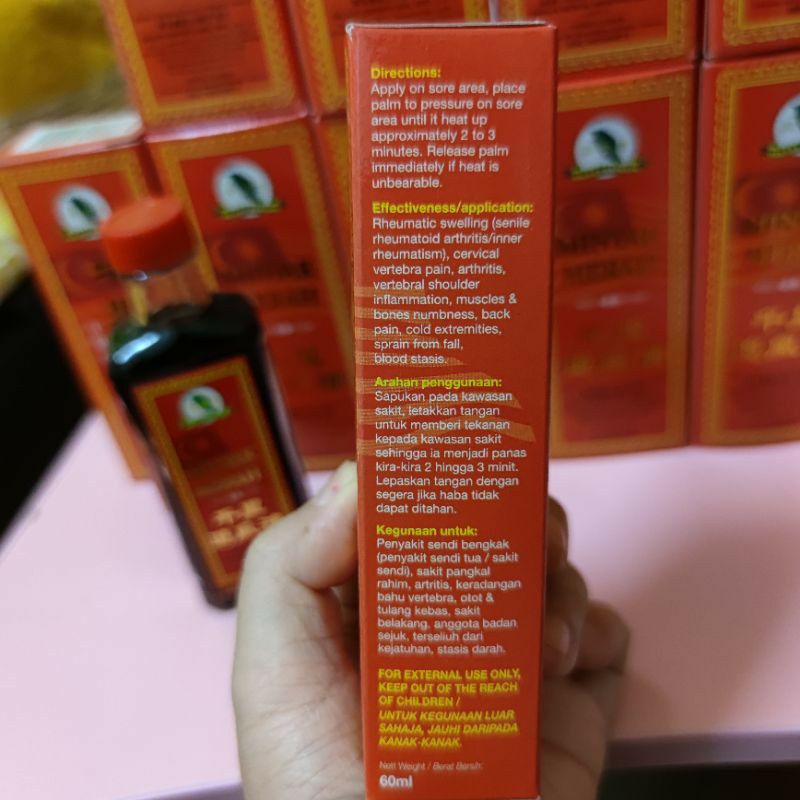 Directions:
Apply on sore area, place
palm to pressure on sore
area until it heat up
approximately 2 to 3
minutes. Release palm
immediately if heat is
unbearable.
Effectiveness/application:
Rheumatic swelling (senile
rheumatoid arthritis/inner
rheumatism), cervical
vertebra pain, arthritis,
vertebral shoulder
inflammation, muscles &
bones numbness, back
pain, cold extremities,
sprain from fall,
blood stasis.
Arahan penggunaan:
Sapukan pada kawasan
sakit, letakkan tangan
untuk memberi tekanan
kepada kawasan sakit
sehingga ia menjadi panas
kira-kira 2 hingga 3 minit.
Lepaskan tangan dengan
segera jika haba tidak
dapat ditahan.
Kegunaan untuk:
Penyakit sendi bengkak
(penyakit sendi tua / sakit
sendi), sakit pangkal
rahim, artritis, keradangan
bahu vertebra, otot &
tulang kebas, sakit
belakang, anggota badan
sejuk, terseliuh dari
kejatuhan, stasis darah.
FOR EXTERNAL USE ONLY,
KEEP OUT OF THE REACH
OF CHILDREN /
UNTUK KEGUNAAN LUAR
SAHAJA, JAUHI DARIPADA
KANAK-KANAK.
Nett Weight / Berat Bersih:
60ml
MINYAK
MERAH